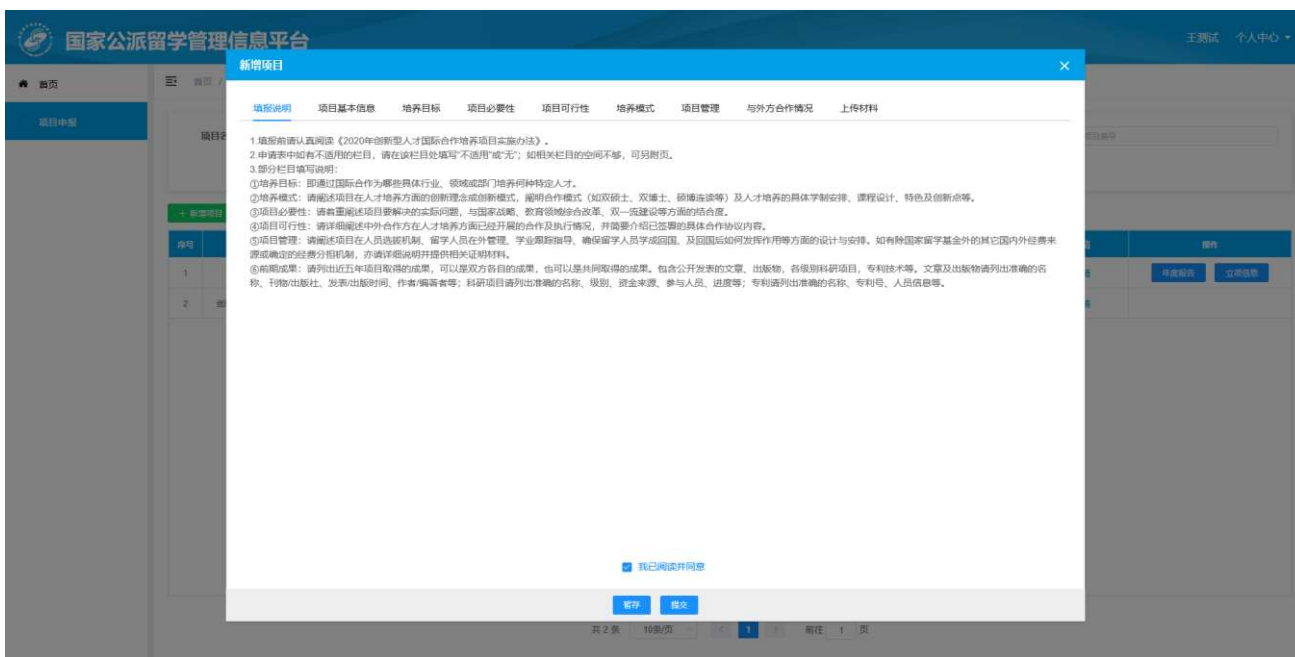 国家公派留学管理信息平台
王测试 个人中心
首页
首页 /
项目申报
新增项目
×
填报说明 项目基本信息 培养目标 项目必要性 项目可行性 培养模式 项目管理 与外方合作情况 上传材料
1.填报前请认真阅读《2020年创新型人才国际合作培养项目实施办法》。
2.申请表中如有不适用的栏目，请在该栏目处填写“不适用”或“无”；如相关栏目的空间不够，可另附页。
3.部分栏目填写说明：
①培养目标：即通过国际合作为哪些具体行业、领域或部门培养何种特定人才。
②培养模式：请阐述项目在人才培养方面的创新理念或创新模式，阐明合作模式（如双硕士、双博士、硕博连读等）及人才培养的具体学制安排、课程设计、特色及创新点等。
③项目必要性：请着重阐述项目要解决的实际问题，与国家战略、教育领域综合改革、双一流建设等方面的结合度。
④项目可行性：请详细阐述中外合作方在人才培养方面已经开展的合作及执行情况，并简要介绍已签署的具体合作协议内容。
⑤项目管理：请阐述项目在人员选拔机制、留学人员在外管理、学业跟踪指导、确保留学人员学成回国、及回国后如何发挥作用等方面的设计与安排。如有除国家留学基金外的其它国内外经费来
源或确定的经费分担机制，亦请详细说明并提供相关证明材料。
⑥前期成果：请列出近五年项目取得的成果，可以是双方各自的成果，也可以是共同取得的成果。包含公开发表的文章、出版物，各级别科研项目，专利技术等。文章及出版物请列出准确的名
称、刊物/出版社、发表/出版时间、作者/编著者等；科研项目请列出准确的名称、级别、资金来源、参与人员、进度等；专利请列出准确的名称、专利号、人员信息等。
项目名
+ 新增项目
序号 操作
1 年度报告 立项信息
2
我已阅读并同意
暂存 提交
共 2 条 10条/页 1 前往 1 页